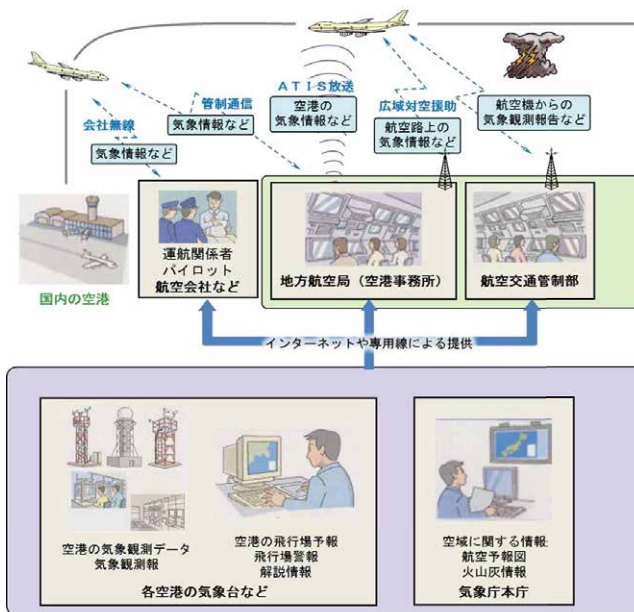 ATIS放送
空港の
気象情報など
管制通信
気象情報など
会社無線
気象情報など
広域対空援助
航空路上の
気象情報など
航空機からの
気象観測報告など
国内の空港
運航関係者
パイロット
航空会社など
地方航空局（空港事務所）
航空交通管制部
インターネットや専用線による提供
空港の気象観測データ
気象観測報
空港の飛行場予報
飛行場警報
解説情報
各空港の気象台など
空域に関する情報:
航空予報図
火山灰情報
気象庁本庁